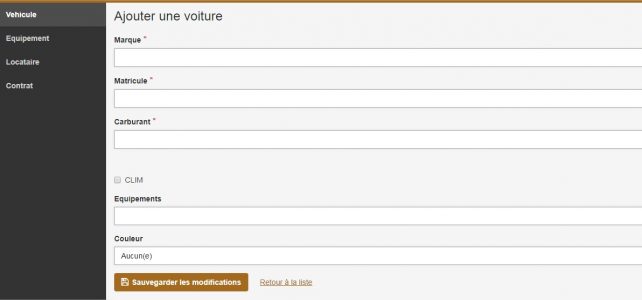 Vehicule
Equipement
Locataire
Contrat
Ajouter une voiture
Marque *
Matricule *
Carburant *
CLIM
Equipements
Couleur
Aucun(e)
Sauvegarder les modifications
Retour à la liste